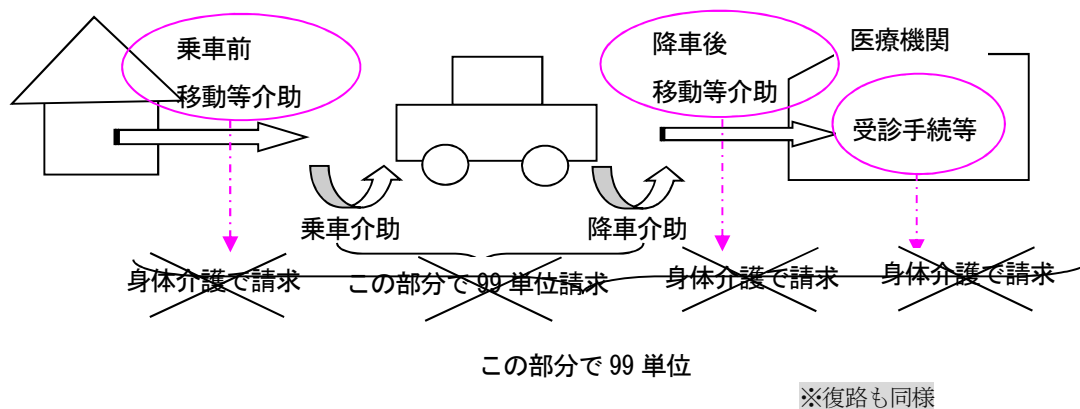 乗車前
移動等介助
降車後
移動等介助
医療機関
受診手続等
乗車介助
降車介助
身体介護で請求
この部分で 99 単位請求
身体介護で請求
身体介護で請求
この部分で 99 単位
※復路も同様